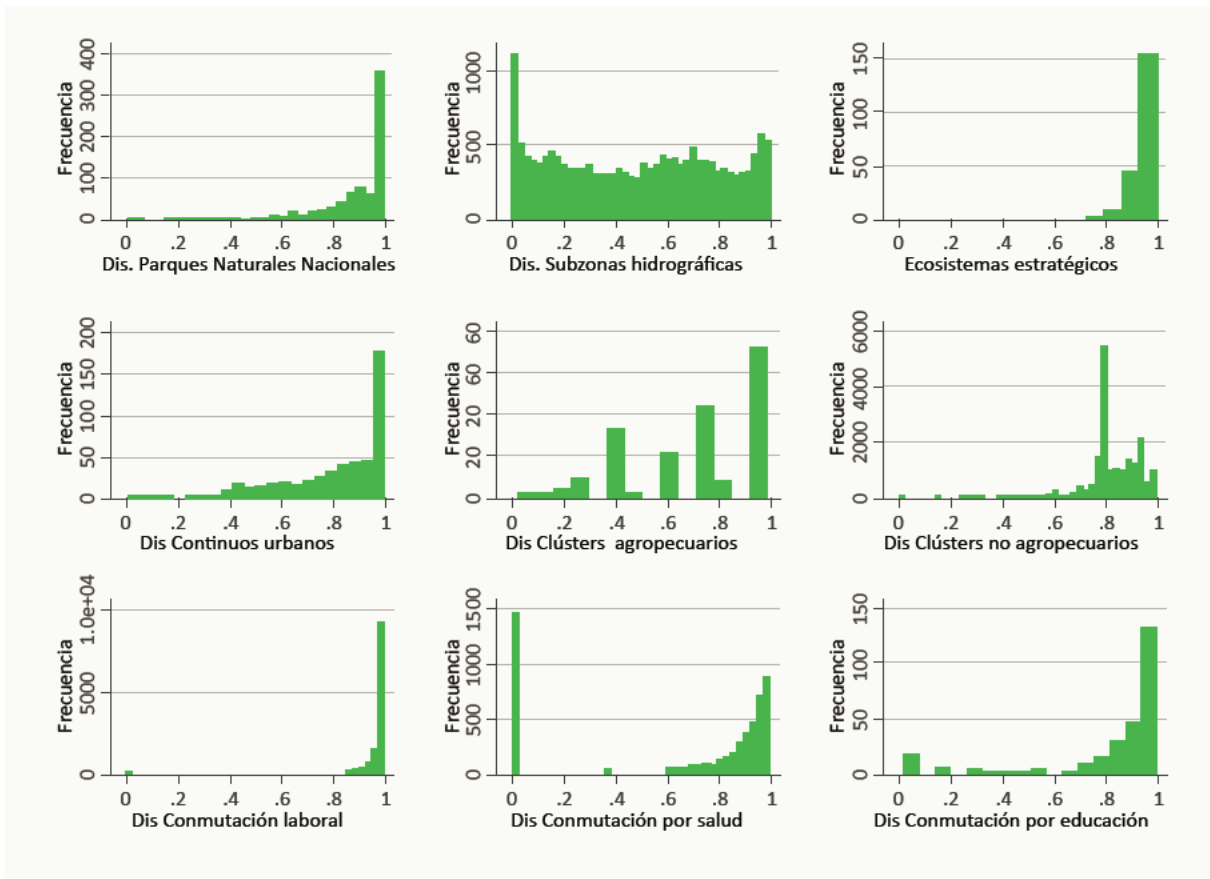 Frecuencia
400
300
200
100
0
0 .2 .4 .6 .8 1
Dis. Parques Naturales Nacionales
Frecuencia
1000
500
0
0 .2 .4 .6 .8 1
Dis. Subzonas hidrográficas
Frecuencia
150
100
50
0
0 .2 .4 .6 .8 1
Ecosistemas estratégicos
Frecuencia
200
150
100
50
0
0 .2 .4 .6 .8 1
Dis Continuos urbanos
Frecuencia
60
60
20
20
0
0 .2 .4 .6 .8 1
Dis Clústers agropecuarios
Frecuencia
6000
4000
2000
0
0 .2 .4 .6 .8 1
Dis Clústers no agropecuarios
Frecuencia
1.0e+04
5000
0
0 .2 .4 .6 .8 1
Dis Conmutación laboral
Frecuencia
1500
1000
500
0
0 .2 .4 .6 .8 1
Dis Conmutación por salud
Frecuencia
150
100
50
0
0 .2 .4 .6 .8 1
Dis Conmutación por educación